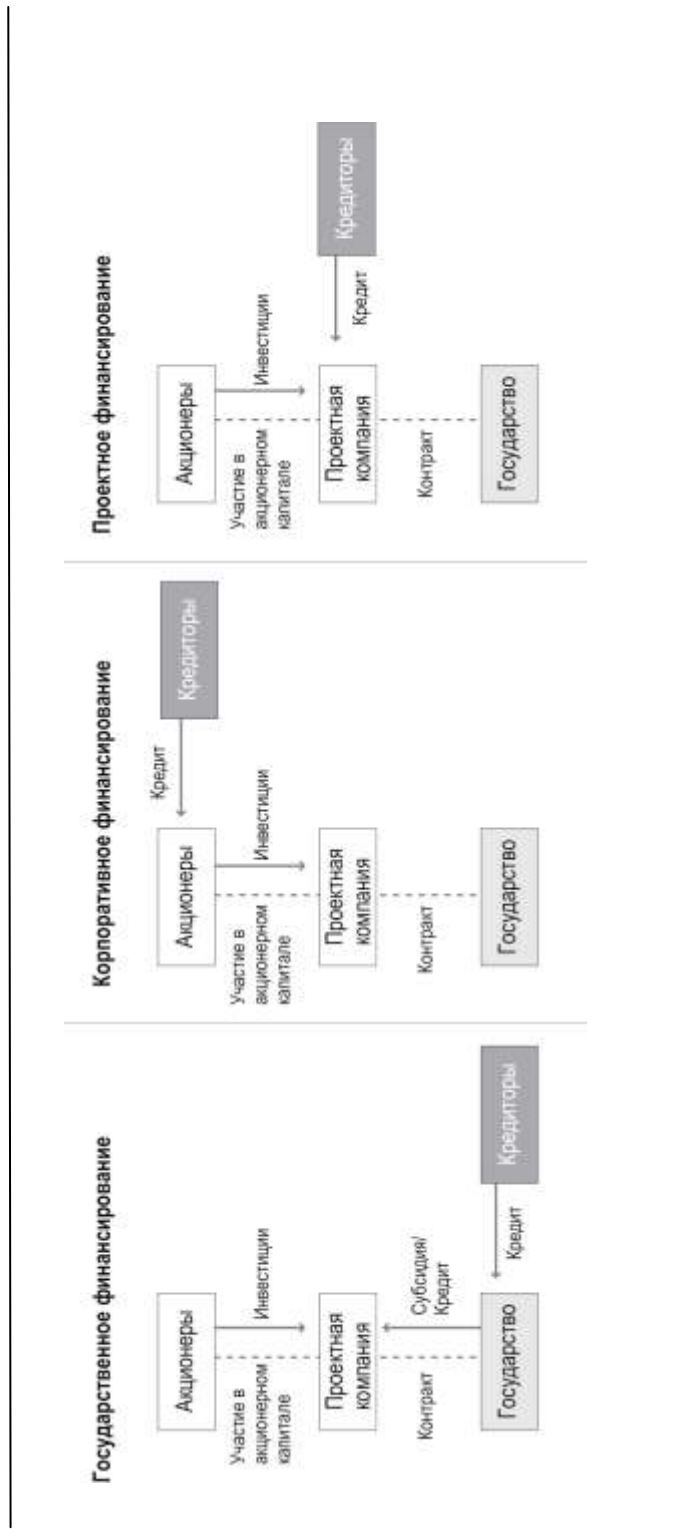 Государственное финансирование
Акционеры
Участие в
акционерном
капитале
Инвестиции
Проектная
компания
Контракт
Субсидия/
Кредит
Государство
Кредит
Кредиторы
Корпоративное финансирование
Кредит
Кредиторы
Акционеры
Участие в
акционерном
капитале
Инвестиции
Проектная
компания
Контракт
Государство
Проектное финансирование
Акционеры
Участие в
акционерном
капитале
Инвестиции
Проектная
компания
Кредит
Кредиторы
Контракт
Государство